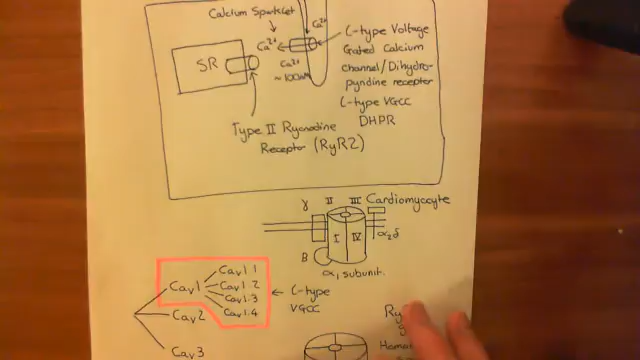 Calcium Sparklet
Ca²⁺
Ca²⁺
Ca²⁺
~100nM
SR
L-type Voltage
Gated Calcium
channel/Dihydro-
pyridine receptor
L-type VGCC
DHPR
Type II Ryanodine
Receptor (RyR2)
Cardiomyocyte
γ
II III
I IV
α₂δ
β
α₁ subunit.
Cav1
Cav1.1
Cav1.2
Cav1.3
Cav1.4
L-type
VGCC
Cav2
Cav3
Ry